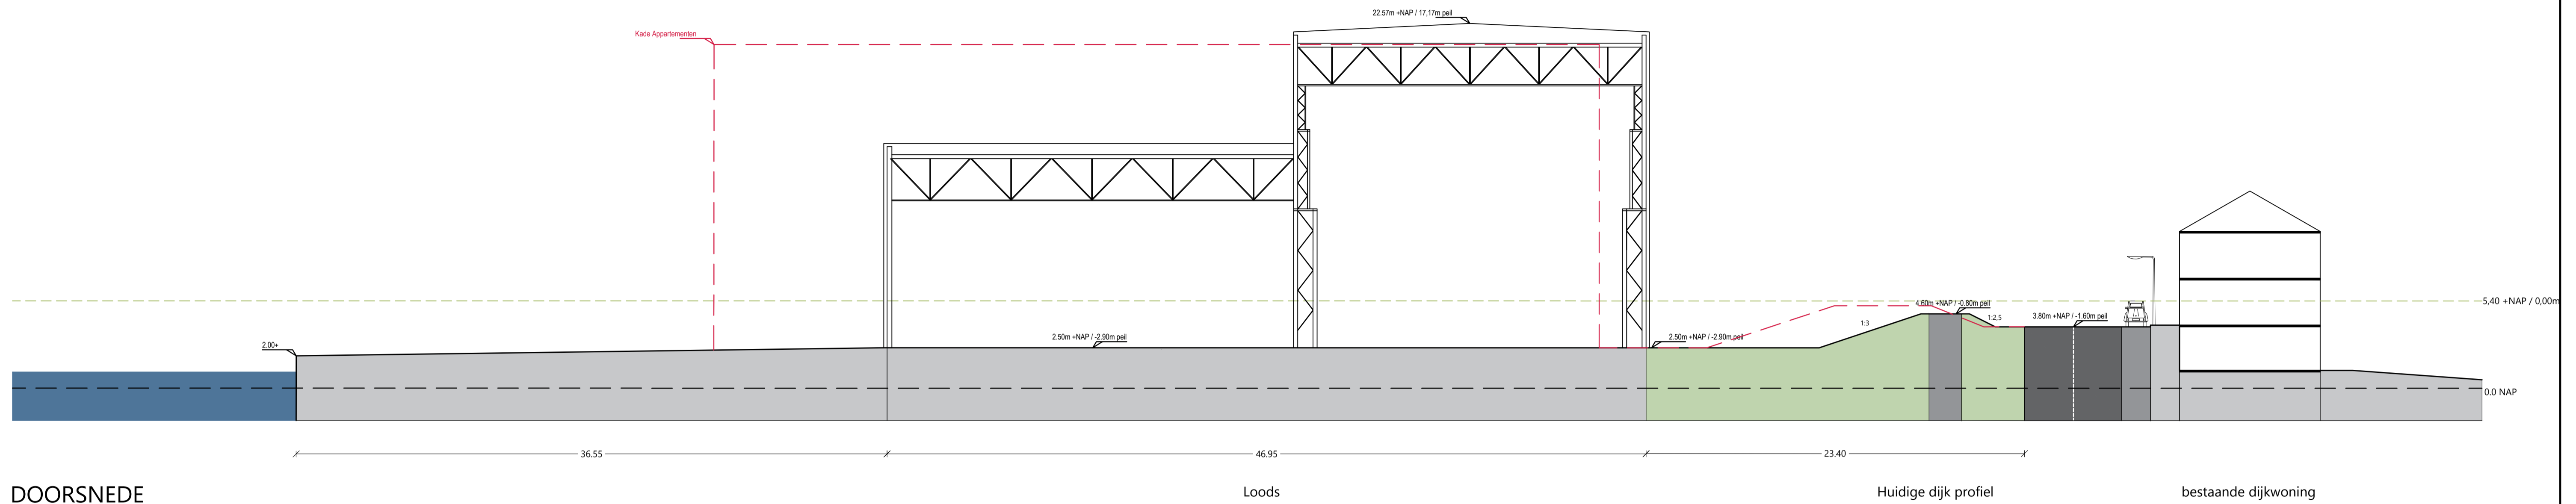 22.57m +NAP / 17,17m peil
Kade Appartementen
5,40 +NAP / 0,00m
4.60m +NAP / -0.80m peil
1:3
1:2,5
3.80m +NAP / -1.60m peil
2.00+
2.50m +NAP / -2.90m peil
2.50m +NAP / -2.90m peil
0.0 NAP
36.55
46.95
23.40
DOORSNEDE
Loods
Huidige dijk profiel
bestaande dijkwoning